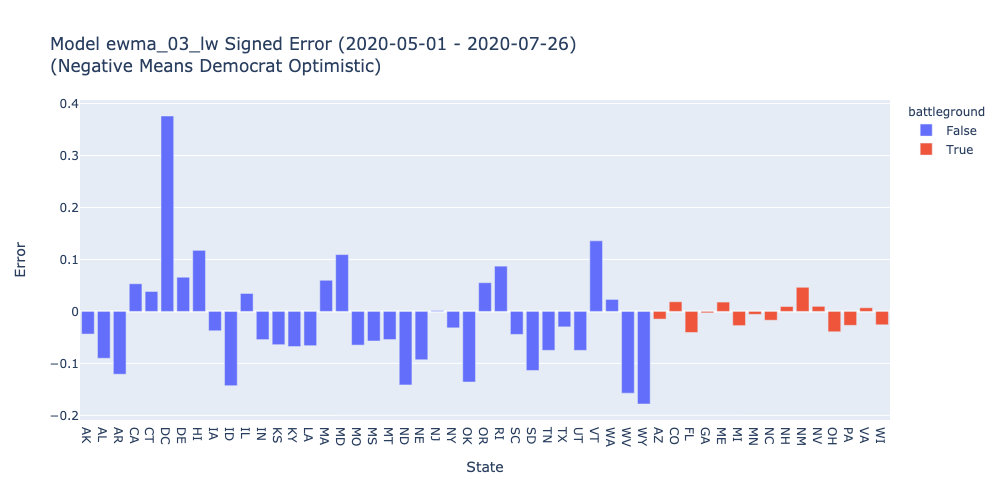 Model ewma_03_lw Signed Error (2020-05-01 - 2020-07-26)
(Negative Means Democrat Optimistic)
battleground
False
True
Error
0.4
0.3
0.2
0.1
0
−0.1
−0.2
AK AL AR CA CT DC DE HI IA ID IL IN KS KY LA MA MD MO MS MT ND NE NJ NY OK OR RI SC SD TN TX UT VT WA WV WY AZ CO FL GA ME MI MN NC NH NM NV OH PA VA WI
State